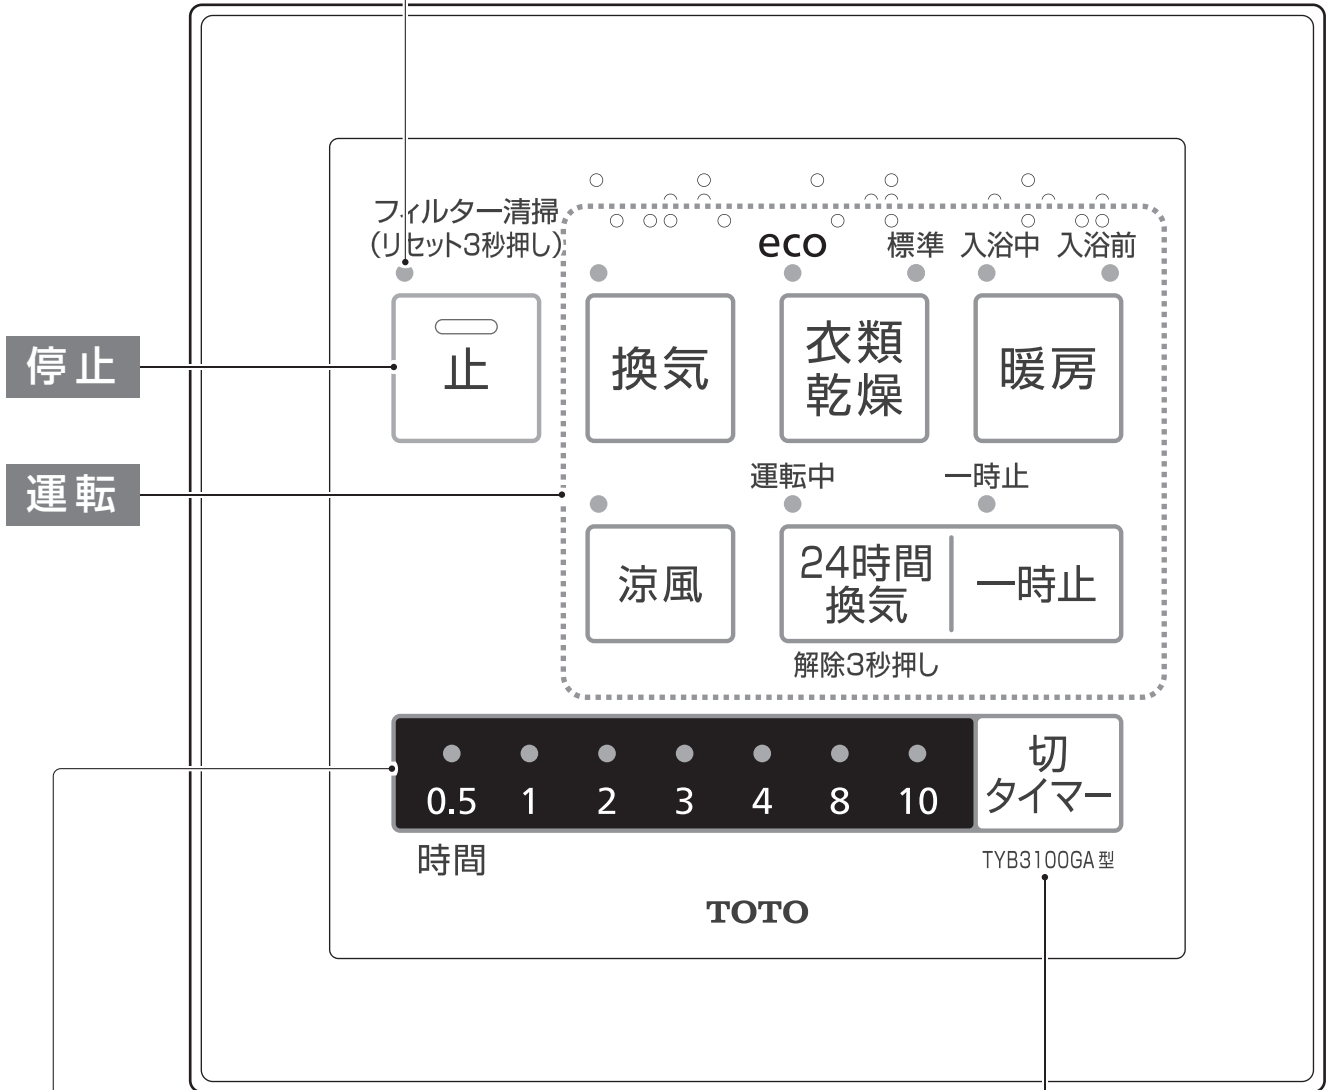 フィルター清掃
(リセット3秒押し)
eco 標準 入浴中 入浴前
停止
止
換気
衣類
乾燥
暖房
運転
運転中 一時止
涼風
24時間
換気
一時止
解除3秒押し
0.5 1 2 3 4 8 10
切
タイマー
時間
TYB3100GA型
TOTO